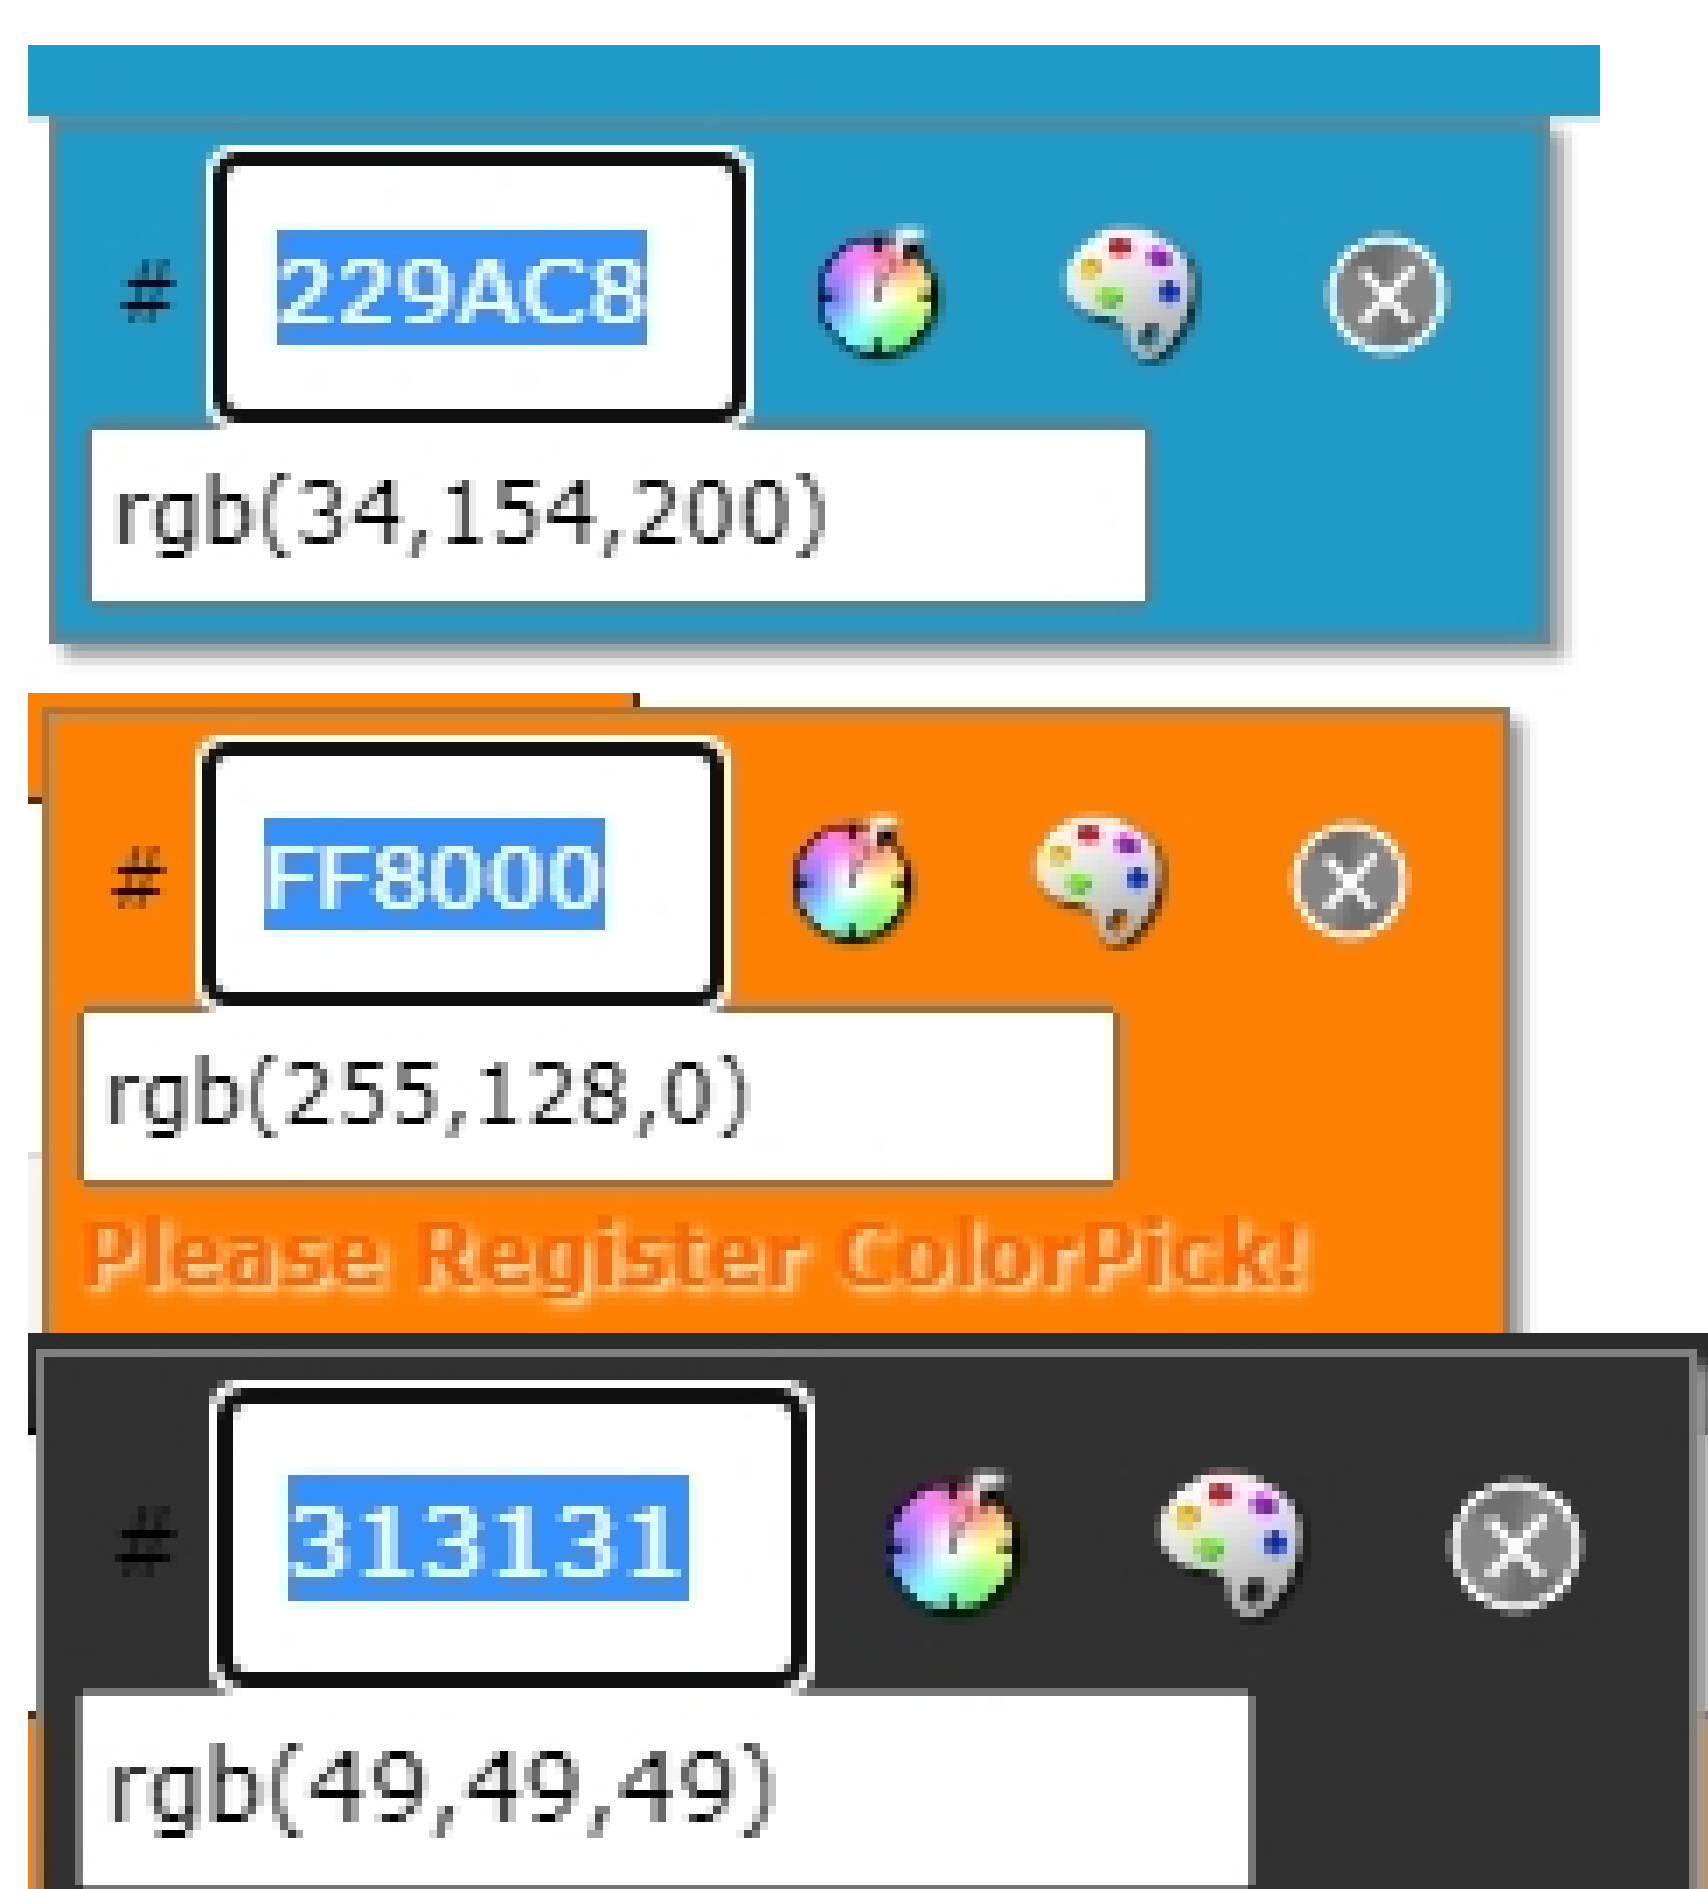 # 229AC8
rgb(34,154,200)
# FF8000
rgb(255,128,0)
Please Register ColorPick!
# 313131
rgb(49,49,49)